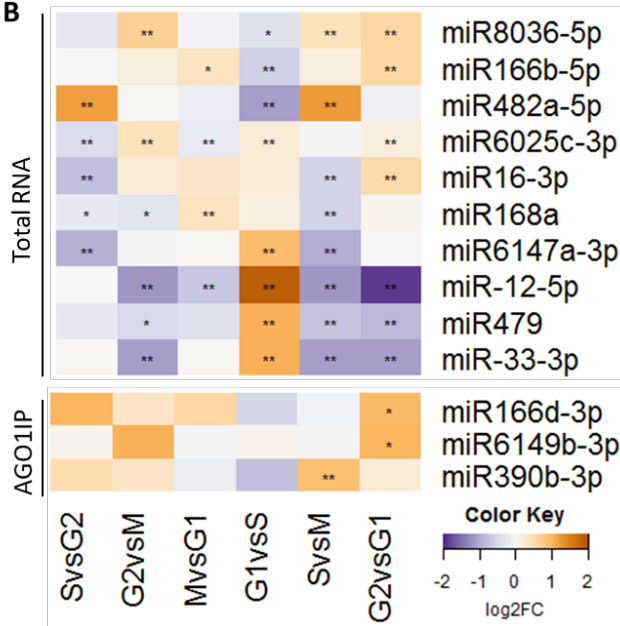 B
Total RNA
** ** * ** ** miR8036-5p
* ** ** miR166b-5p
** ** ** miR482a-5p
** ** ** ** ** miR6025c-3p
** ** ** miR16-3p
* * ** ** miR168a
** ** ** miR6147a-3p
** ** ** ** ** miR-12-5p
* ** ** ** miR479
** ** ** ** miR-33-3p
AGO1IP
* miR166d-3p
* miR6149b-3p
** miR390b-3p
SvsG2 G2vsM MvsG1 G1vsS SvsM G2vsG1
Color Key
-2 -1 0 1 2
log2FC